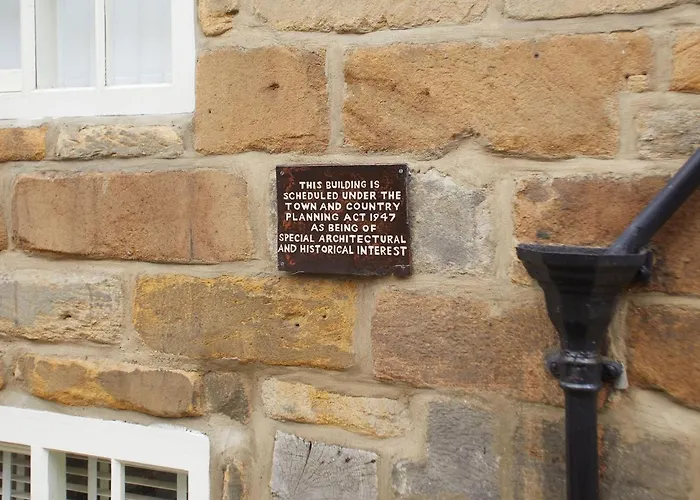 THIS BUILDING IS
SCHEDULED UNDER THE
TOWN AND COUNTRY
PLANNING ACT 1947
AS BEING OF
SPECIAL ARCHITECTURAL
AND HISTORICAL INTEREST